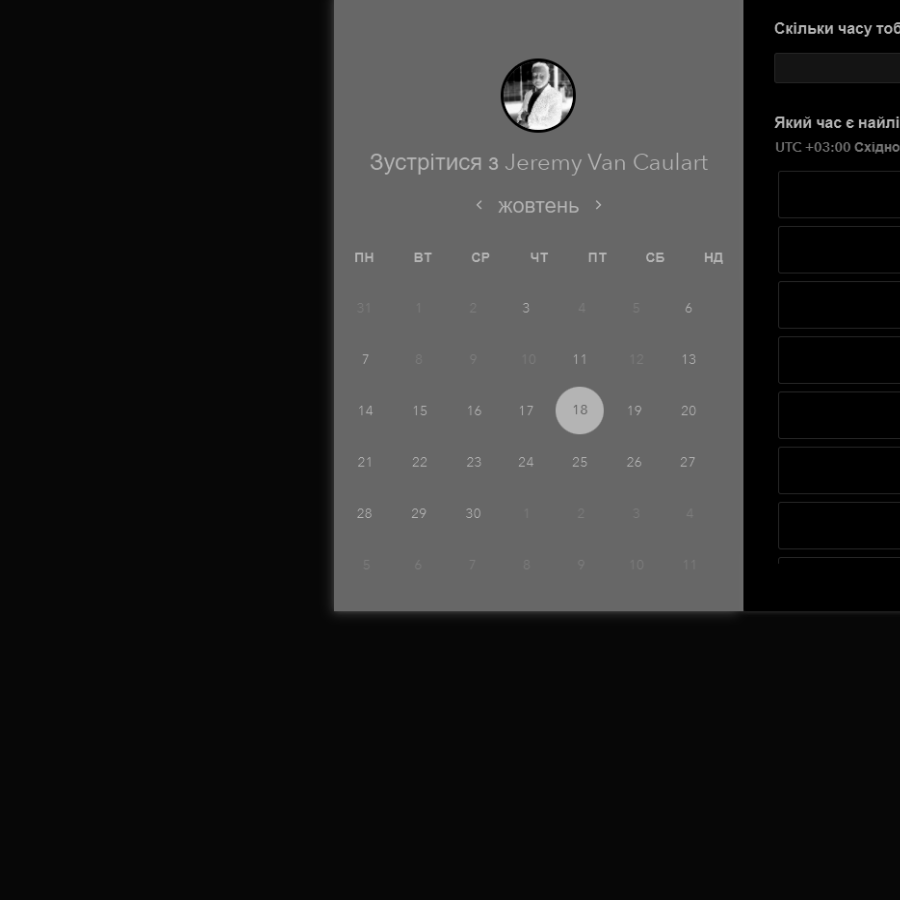 Скільки часу тоб
Зустрітися з Jeremy Van Caulart
Який час є найлі
UTC +03:00 Східно
жовтень
ПН ВТ СР ЧТ ПТ СБ НД
31 1 2 3 4 5 6
7 8 9 10 11 12 13
14 15 16 17 18 19 20
21 22 23 24 25 26 27
28 29 30 1 2 3 4
5 6 7 8 9 10 11